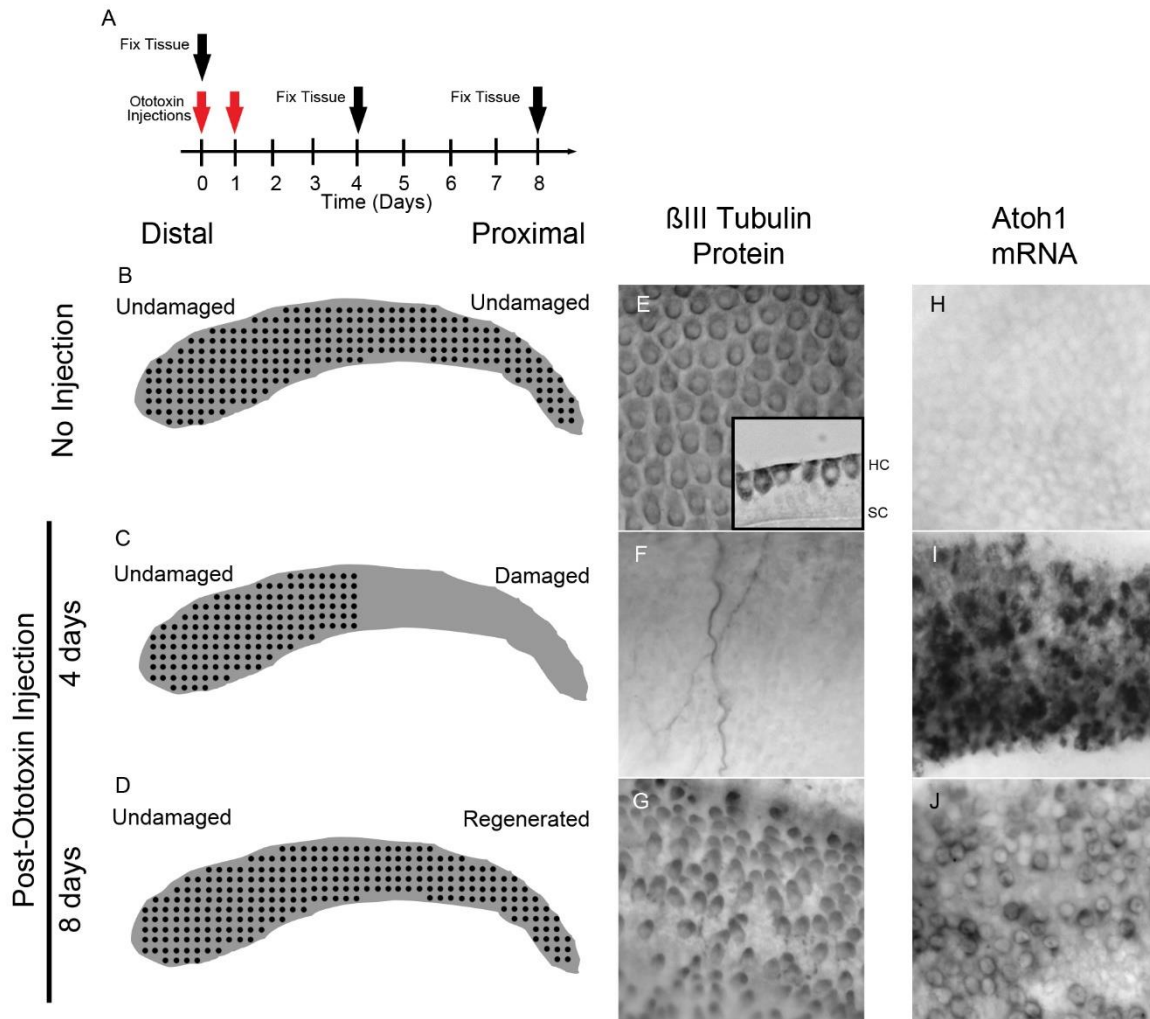 A
Fix Tissue
Ototoxin
Injections
Fix Tissue
Fix Tissue
0 1 2 3 4 5 6 7 8
Time (Days)
Distal
Proximal
ßIII Tubulin
Protein
Atoh1
mRNA
No Injection
B
Undamaged
Undamaged
E
HC
SC
H
Post-Ototoxin Injection
4 days
C
Undamaged
Damaged
F
I
8 days
D
Undamaged
Regenerated
G
J